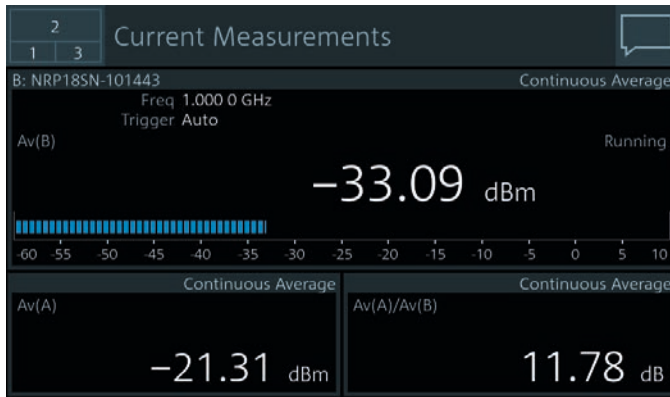 2
1 3
Current Measurements
B: NRP18SN-101443 Continuous Average
Freq 1.000 0 GHz
Trigger Auto
Av(B) Running
−33.09 dBm
-60 -55 -50 -45 -40 -35 -30 -25 -20 -15 -10 -5 0 5 10
Continuous Average
Av(A)
−21.31 dBm
Continuous Average
Av(A)/Av(B)
11.78 dB